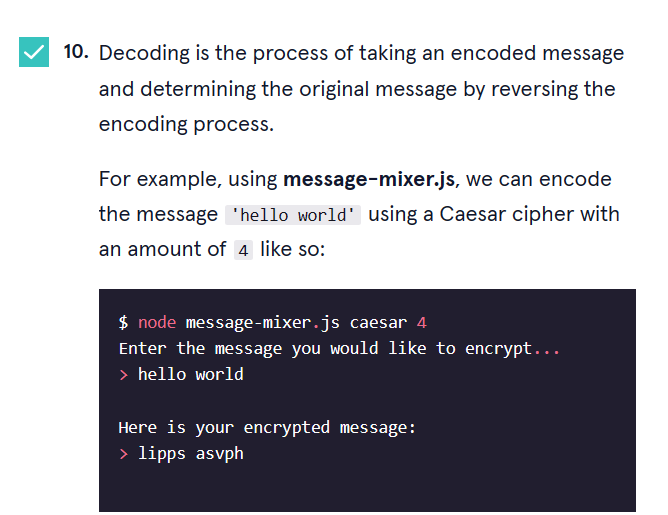 10. Decoding is the process of taking an encoded message
and determining the original message by reversing the
encoding process.
For example, using message-mixer.js, we can encode
the message 'hello world' using a Caesar cipher with
an amount of 4 like so:
$ node message-mixer.js caesar 4
Enter the message you would like to encrypt...
> hello world
Here is your encrypted message:
> lipps asvph